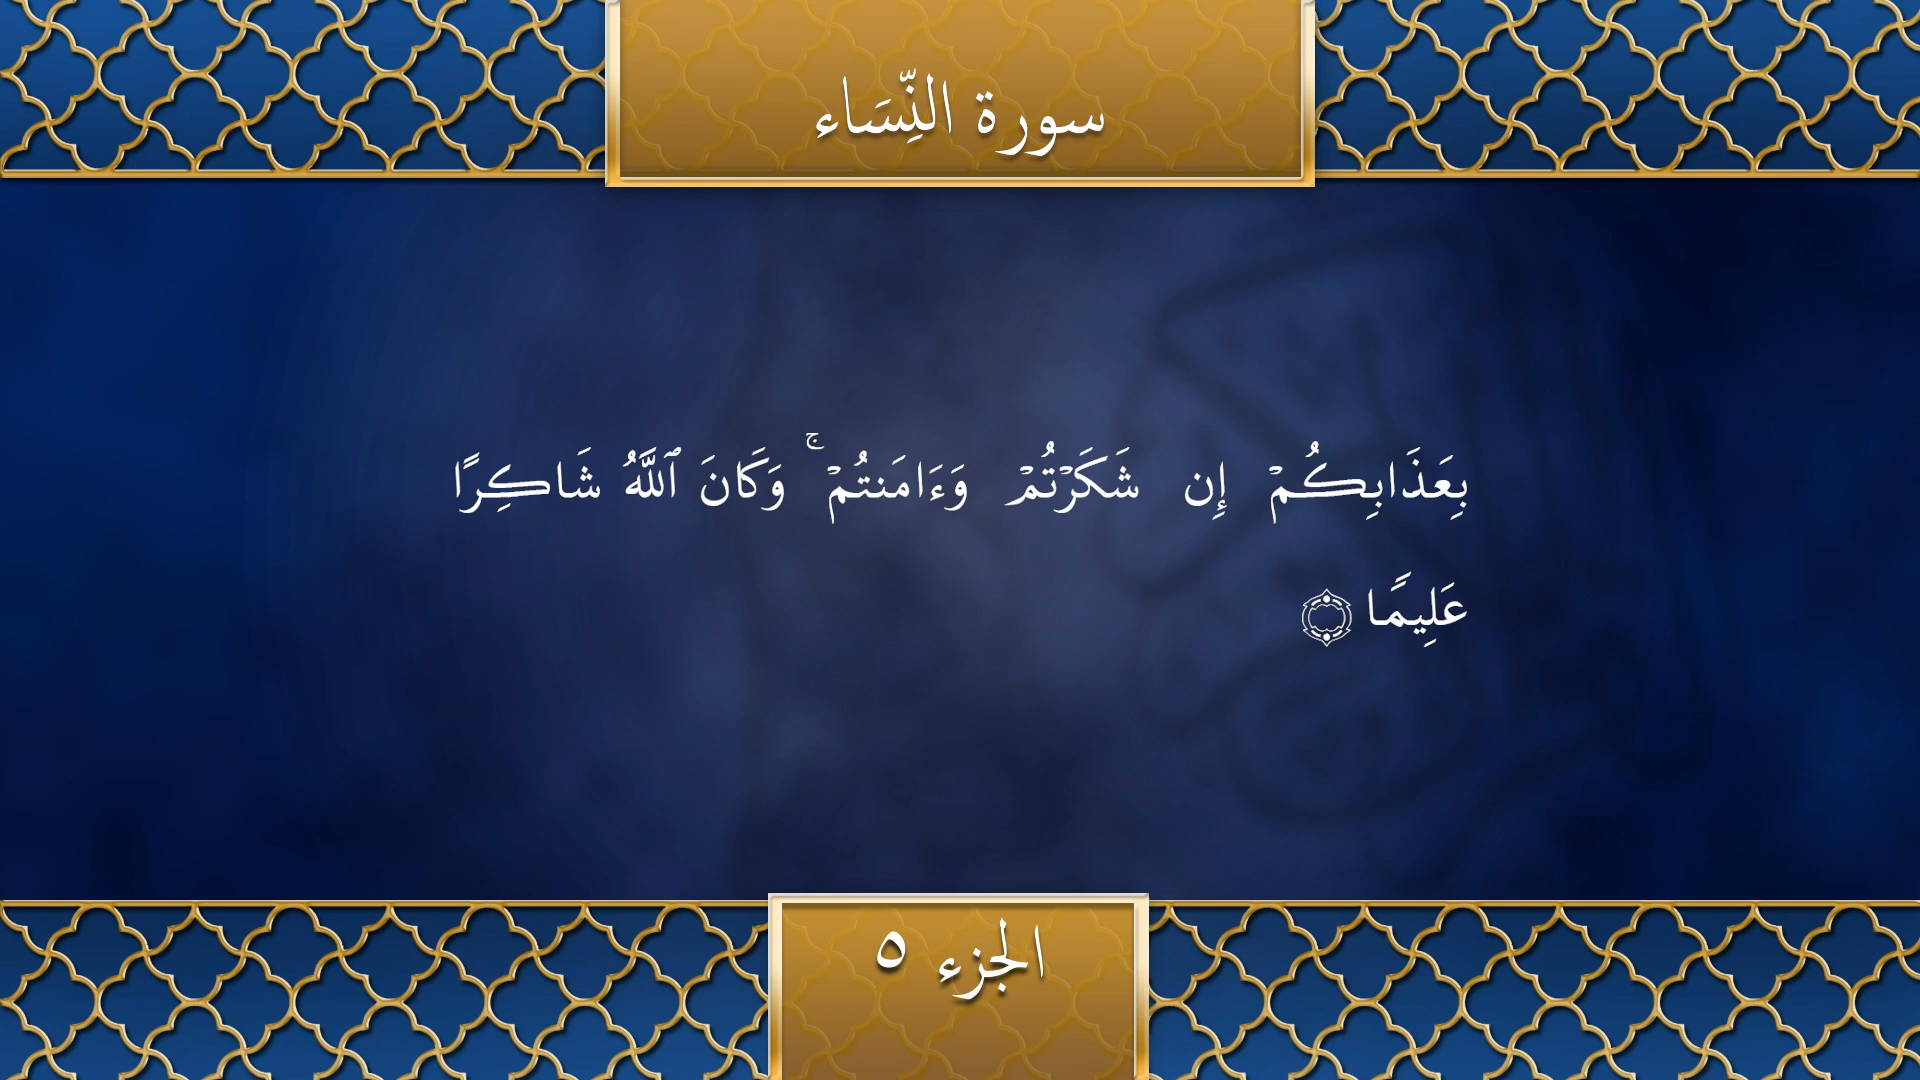 سورة النِّسَاء
بِعَذَابِكُمْ إِن شَكَرْتُمْ وَءَامَنتُمْ ۚ وَكَانَ ٱللَّهُ شَاكِرًا
عَلِيمًا ۝
الجزء ٥